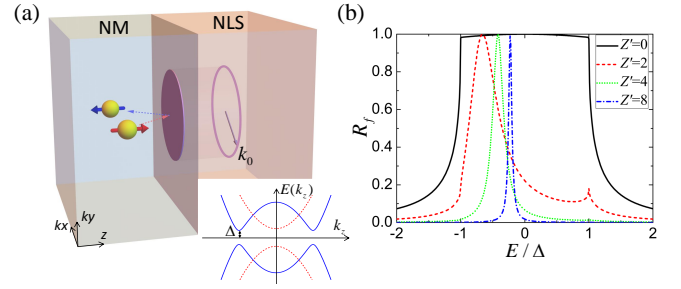 (a)
NM
NLS
k0
ky
kx
z
E(kz)
kz
Δ
(b)
Rf
1.0
0.8
0.6
0.4
0.2
0.0
-2
-1
0
1
2
E / Δ
Z'=0
Z'=2
Z'=4
Z'=8